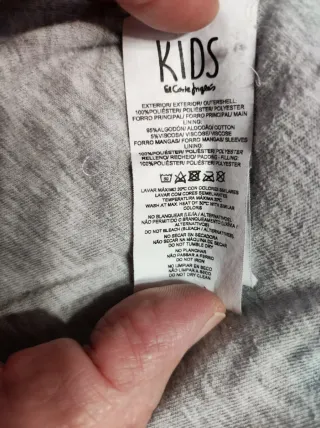 KIDS
El Corte Inglés
EXTERIOR/ EXTERIOR/ OUTERSHELL:
100%POLIÉSTER/ POLIÉSTER/ POLYESTER
FORRO PRINCIPAL/ FORRO PRINCIPAL/ MAIN
LINING:
95%ALGODÓN/ ALGODÃO/ COTTON
5%VISCOSA/ VISCOSE/ VISCOSE
FORRO MANGAS/ FORRO MANGAS/ SLEEVES
LINING:
100%POLIÉSTER/ POLIÉSTER/ POLYESTER
RELLENO/ RECHEIO/ PADDING - FILLING:
100%POLIÉSTER/ POLIÉSTER/ POLYESTER
LAVAR MÁXIMO 30ºC CON COLORES SIMILARES
LAVAR COM CORES SEMELHANTES
TEMPERATURA MÁXIMA 30ºC
WASH AT MAX. HEAT OF 30ºC WITH SIMILAR
COLORS
NO BLANQUEAR (LEJÍA / ALTERNATIVOS)
NÃO PERMITIDO O BRANQUEAMENTO (LIXÍVIA /
ALTERNATIVOS)
DO NOT BLEACH (BLEACH / ALTERNATIVE)
NO SECAR EN SECADORA
NÃO SECAR NA MÁQUINA DE SECAR
DO NOT TUMBLE DRY
NO PLANCHAR
NÃO PASSAR A FERRO
DO NOT IRON
NO LIMPIAR EN SECO
NÃO LIMPAR A SECO
DO NOT DRY CLEAN